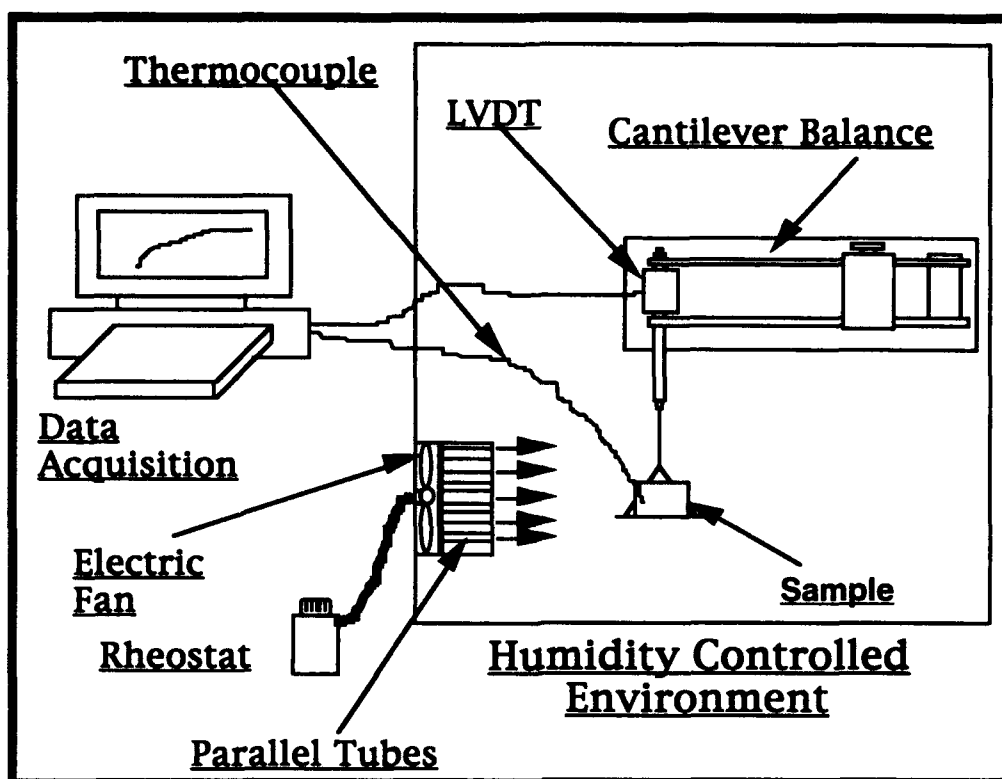 Thermocouple
LVDT
Cantilever Balance
Data
Acquisition
Electric
Fan
Sample
Rheostat
Humidity Controlled
Environment
Parallel Tubes